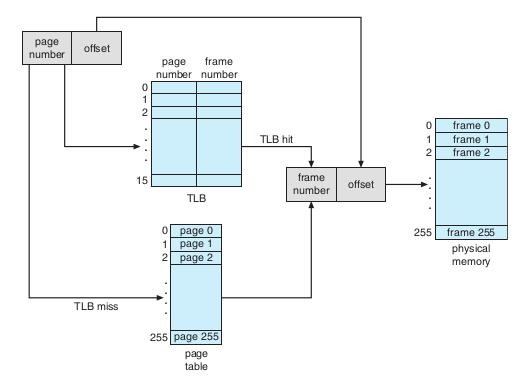 page
number
offset
page
number
frame
number
0
1
2
15
TLB
TLB hit
frame
number
offset
0 frame 0
1 frame 1
2 frame 2
255 frame 255
physical
memory
0 page 0
1 page 1
2 page 2
255 page 255
page
table
TLB miss